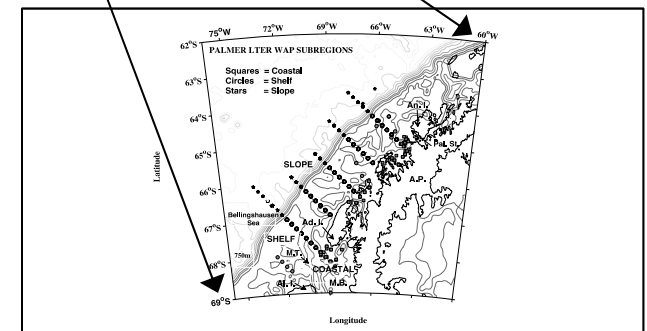 75°W 72°W 69°W 66°W 63°W 60°W
62°S
PALMER LTER WAP SUBREGIONS
Squares = Coastal
Circles = Shelf
Stars = Slope
63°S
64°S
65°S
66°S
67°S
68°S
69°S
An. I.
Pal. St.
SLOPE
A.P.
Bellingshausen
Sea
Ad. I.
SHELF
750m
M.T.
COASTAL
Al. I.
M.B.
Latitude
Longitude